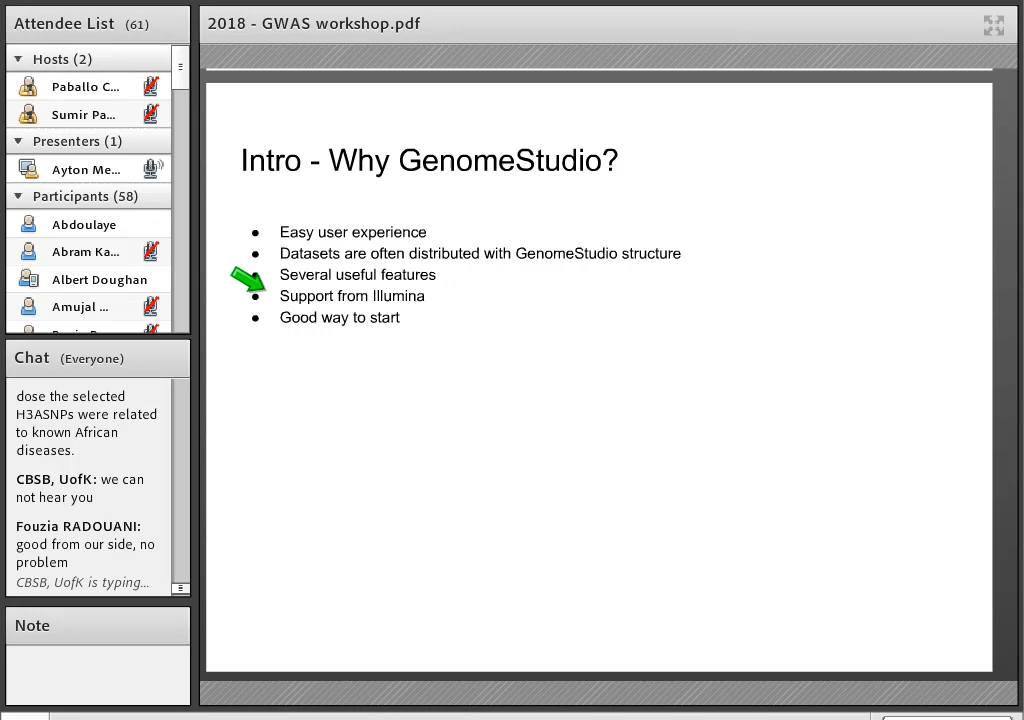 Attendee List (61)
Hosts (2)
Paballo C...
Sumir Pa...
Presenters (1)
Ayton Me...
Participants (58)
Abdoulaye
Abram Ka...
Albert Doughan
Amujal ...
Chat (Everyone)
dose the selected
H3ASNPs were related
to known African
diseases.
CBSB, UofK: we can
not hear you
Fouzia RADOUANI:
good from our side, no
problem
CBSB, UofK is typing...
Note
2018 - GWAS workshop.pdf
Intro - Why GenomeStudio?
● Easy user experience
● Datasets are often distributed with GenomeStudio structure
● Several useful features
● Support from Illumina
● Good way to start